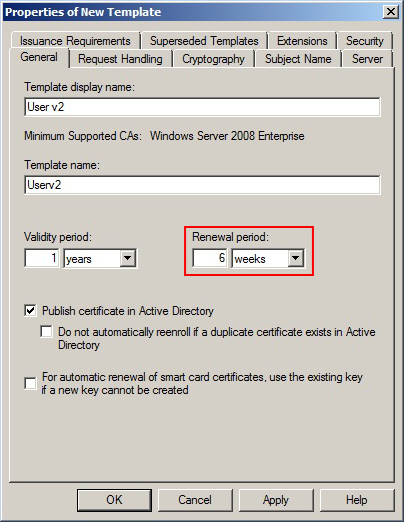 Properties of New Template
Issuance Requirements Superseded Templates Extensions Security
General Request Handling Cryptography Subject Name Server
Template display name:
User v2
Minimum Supported CAs: Windows Server 2008 Enterprise
Template name:
Userv2
Validity period: Renewal period:
1 years 6 weeks
Publish certificate in Active Directory
Do not automatically reenroll if a duplicate certificate exists in Active
Directory
For automatic renewal of smart card certificates, use the existing key
if a new key cannot be created
OK Cancel Apply Help